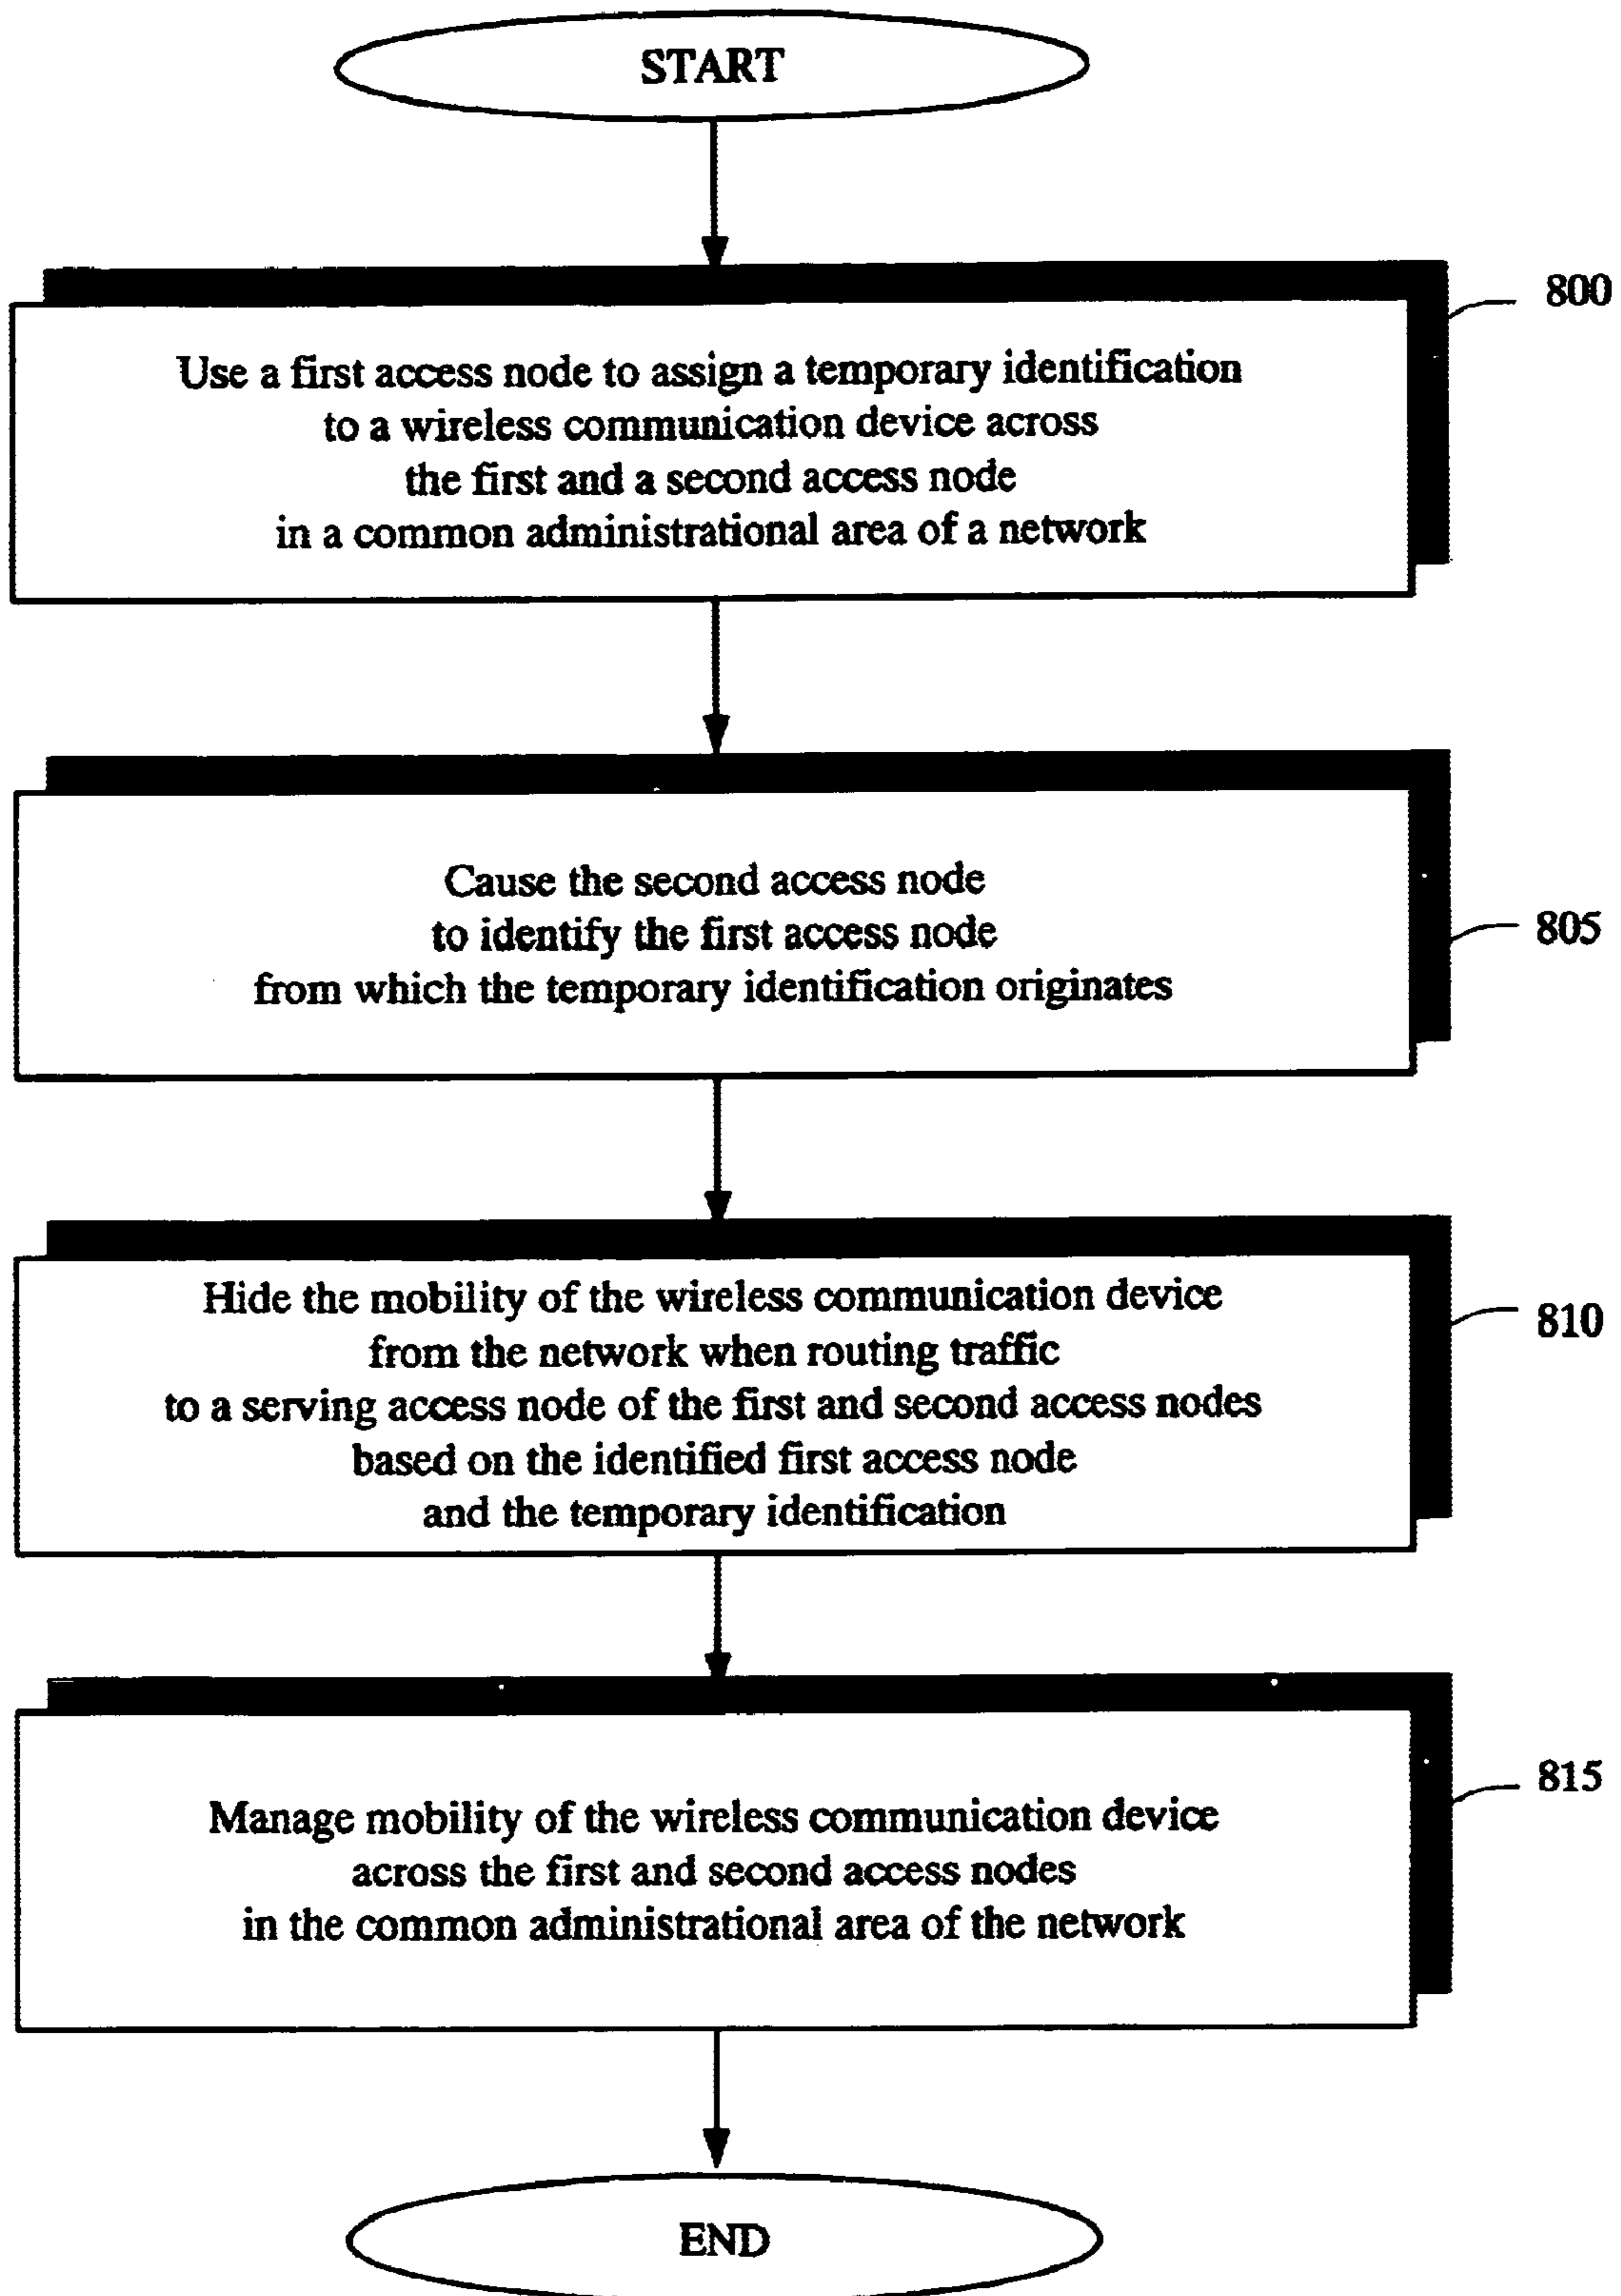 START
800
Use a first access node to assign a temporary identification
to a wireless communication device across
the first and a second access node
in a common administrational area of a network
Cause the second access node
to identify the first access node
from which the temporary identification originates
805
Hide the mobility of the wireless communication device
from the network when routing traffic
to a serving access node of the first and second access nodes
based on the identified first access node
and the temporary identification
810
Manage mobility of the wireless communication device
across the first and second access nodes
in the common administrational area of the network
815
END